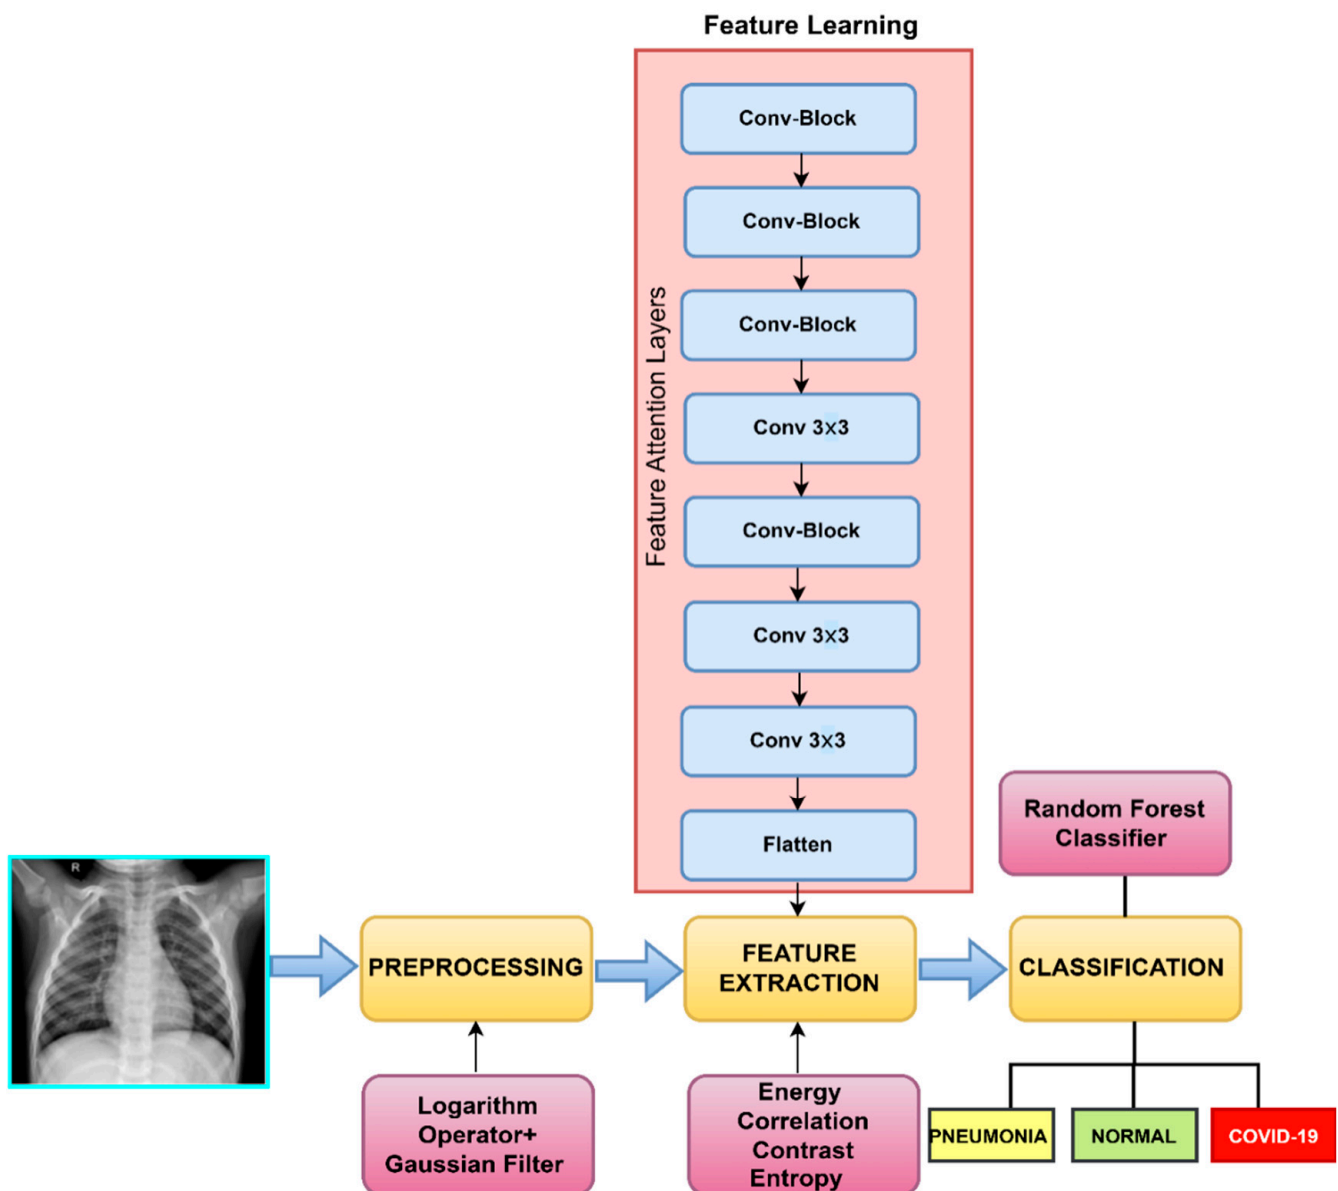 Feature Learning
Conv-Block
Conv-Block
Conv-Block
Conv 3x3
Conv-Block
Conv 3x3
Conv 3x3
Flatten
Feature Attention Layers
Random Forest
Classifier
R
PREPROCESSING
FEATURE
EXTRACTION
CLASSIFICATION
Logarithm
Operator+
Gaussian Filter
Energy
Correlation
Contrast
Entropy
PNEUMONIA
NORMAL
COVID-19